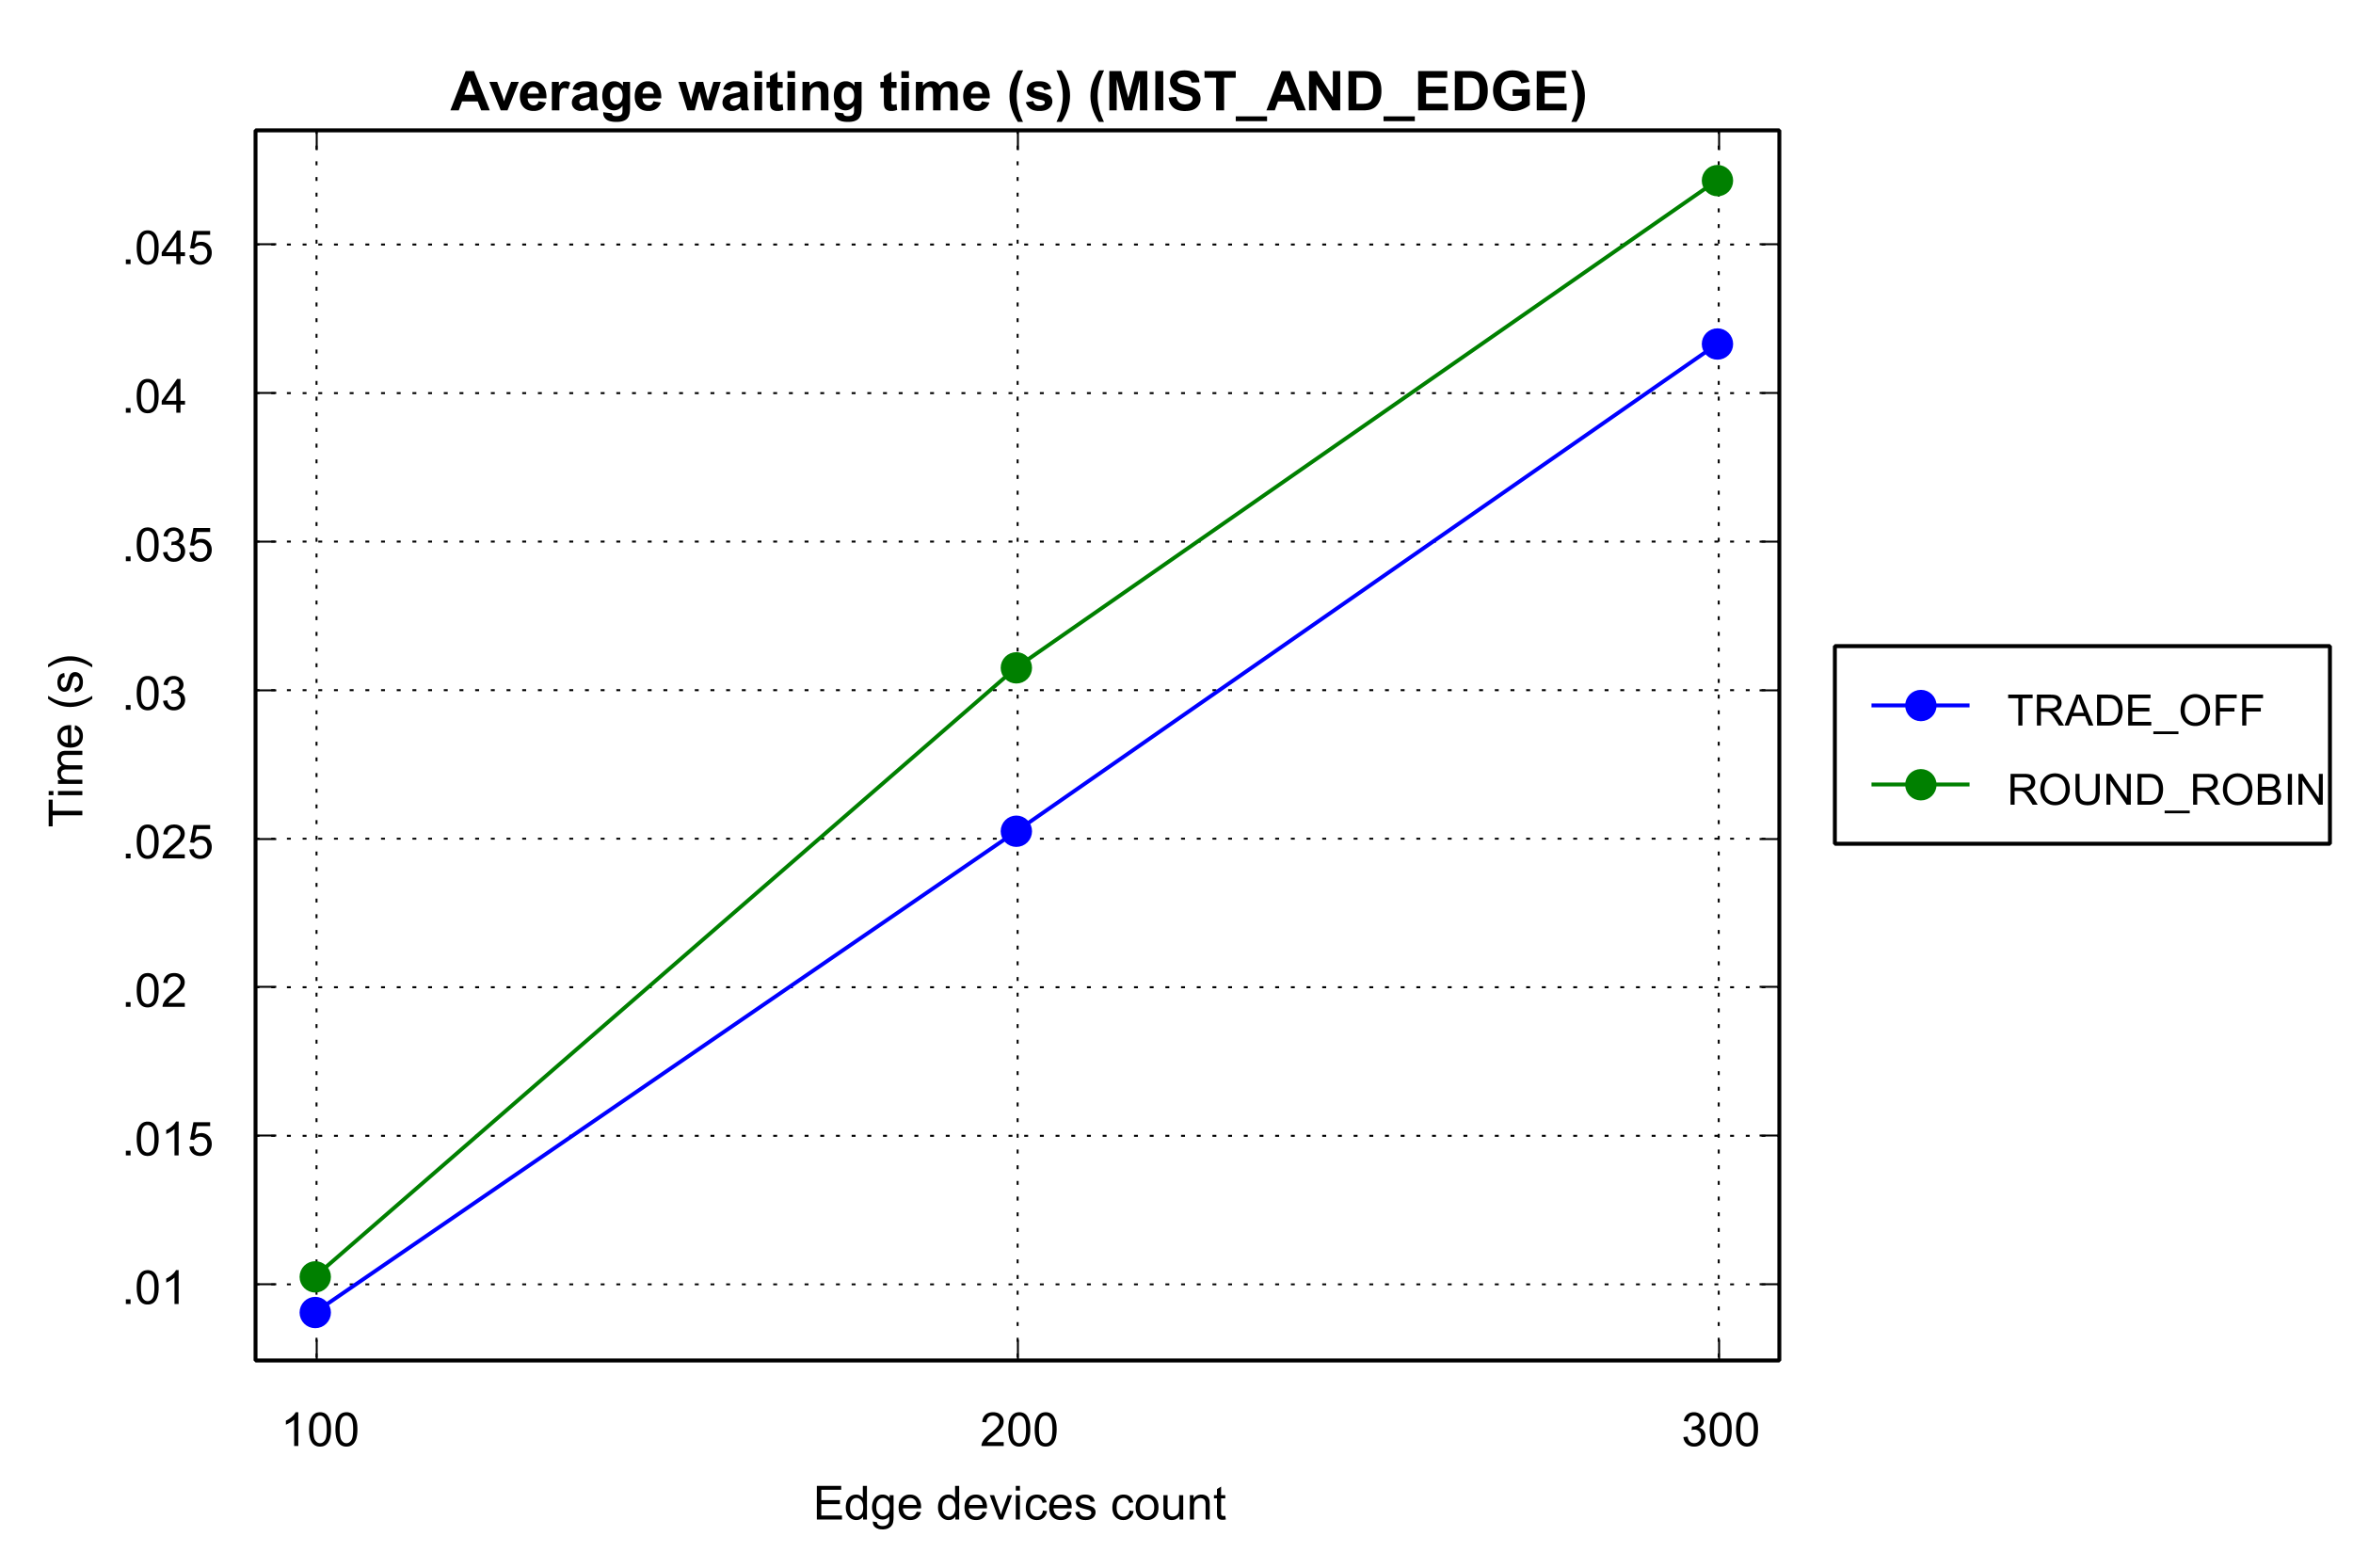 Average waiting time (s) (MIST_AND_EDGE)
.045
.04
.035
.03
.025
.02
.015
.01
Time (s)
100 200 300
Edge devices count
TRADE_OFF
ROUND_ROBIN